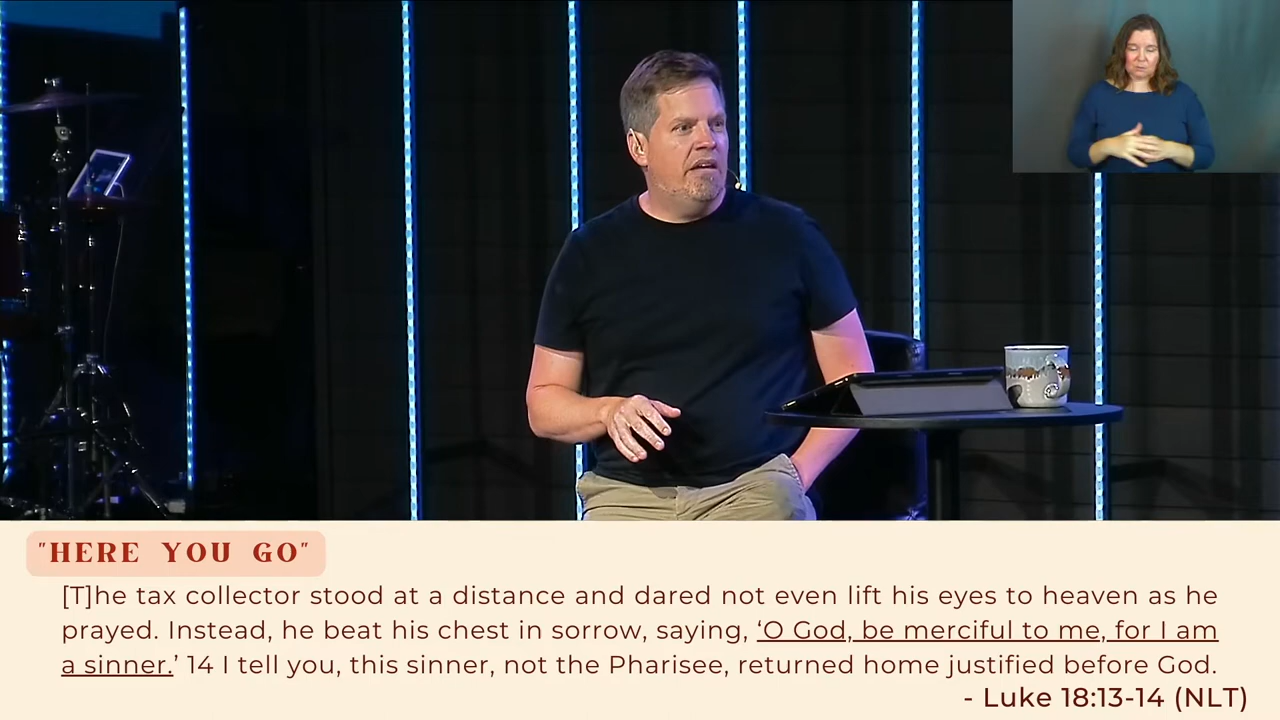 "HERE YOU GO"
[T]he tax collector stood at a distance and dared not even lift his eyes to heaven as he
prayed. Instead, he beat his chest in sorrow, saying, ‘O God, be merciful to me, for I am
a sinner.’ 14 I tell you, this sinner, not the Pharisee, returned home justified before God.
- Luke 18:13-14 (NLT)